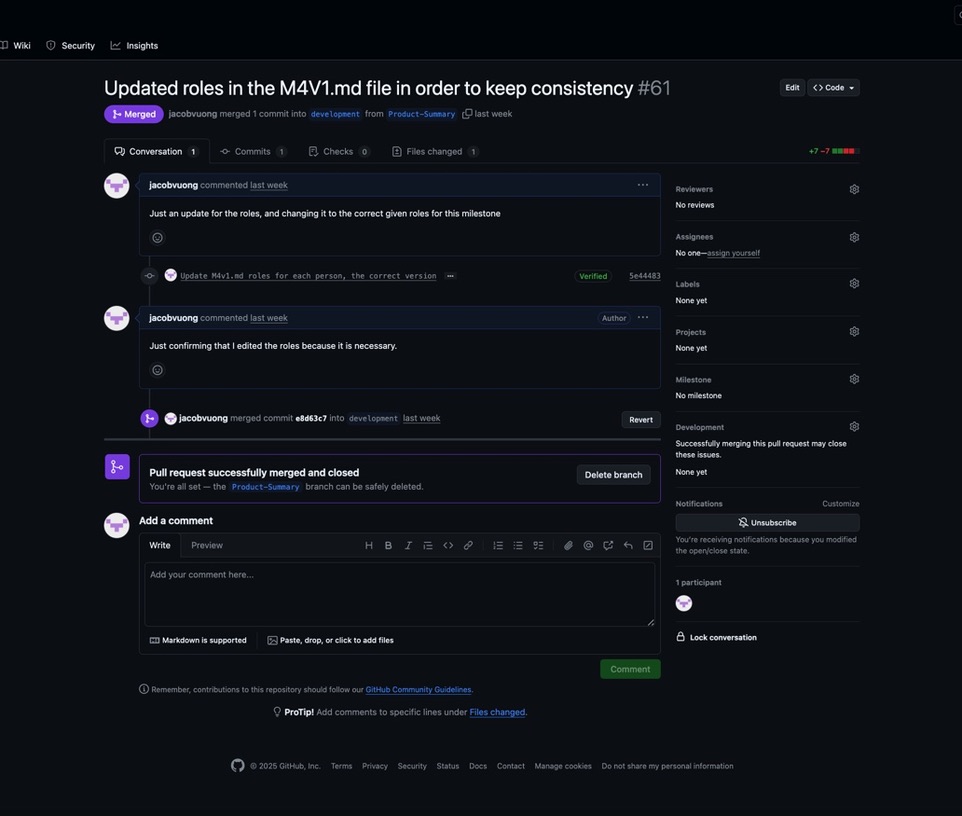 Wiki Security Insights
Updated roles in the M4V1.md file in order to keep consistency #61
Edit <> Code
Merged jacobvuong merged 1 commit into development from Product-Summary last week
Conversation 1 Commits 1 Checks 0 Files changed 1 +7 −7
jacobvuong commented last week
Just an update for the roles, and changing it to the correct given roles for this milestone
Update M4v1.md roles for each person, the correct version Verified 5e44483
jacobvuong commented last week Author
Just confirming that I edited the roles because it is necessary.
jacobvuong merged commit e8d63c7 into development last week Revert
Pull request successfully merged and closed
You're all set — the Product-Summary branch can be safely deleted.
Delete branch
Add a comment
Write Preview
Add your comment here...
Markdown is supported Paste, drop, or click to add files
Comment
Remember, contributions to this repository should follow our GitHub Community Guidelines.
ProTip! Add comments to specific lines under Files changed.
Reviewers
No reviews
Assignees
No one—assign yourself
Labels
None yet
Projects
None yet
Milestone
No milestone
Development
Successfully merging this pull request may close
these issues.
None yet
Notifications Customize
Unsubscribe
You're receiving notifications because you modified
the open/close state.
1 participant
Lock conversation
© 2025 GitHub, Inc. Terms Privacy Security Status Docs Contact Manage cookies Do not share my personal information